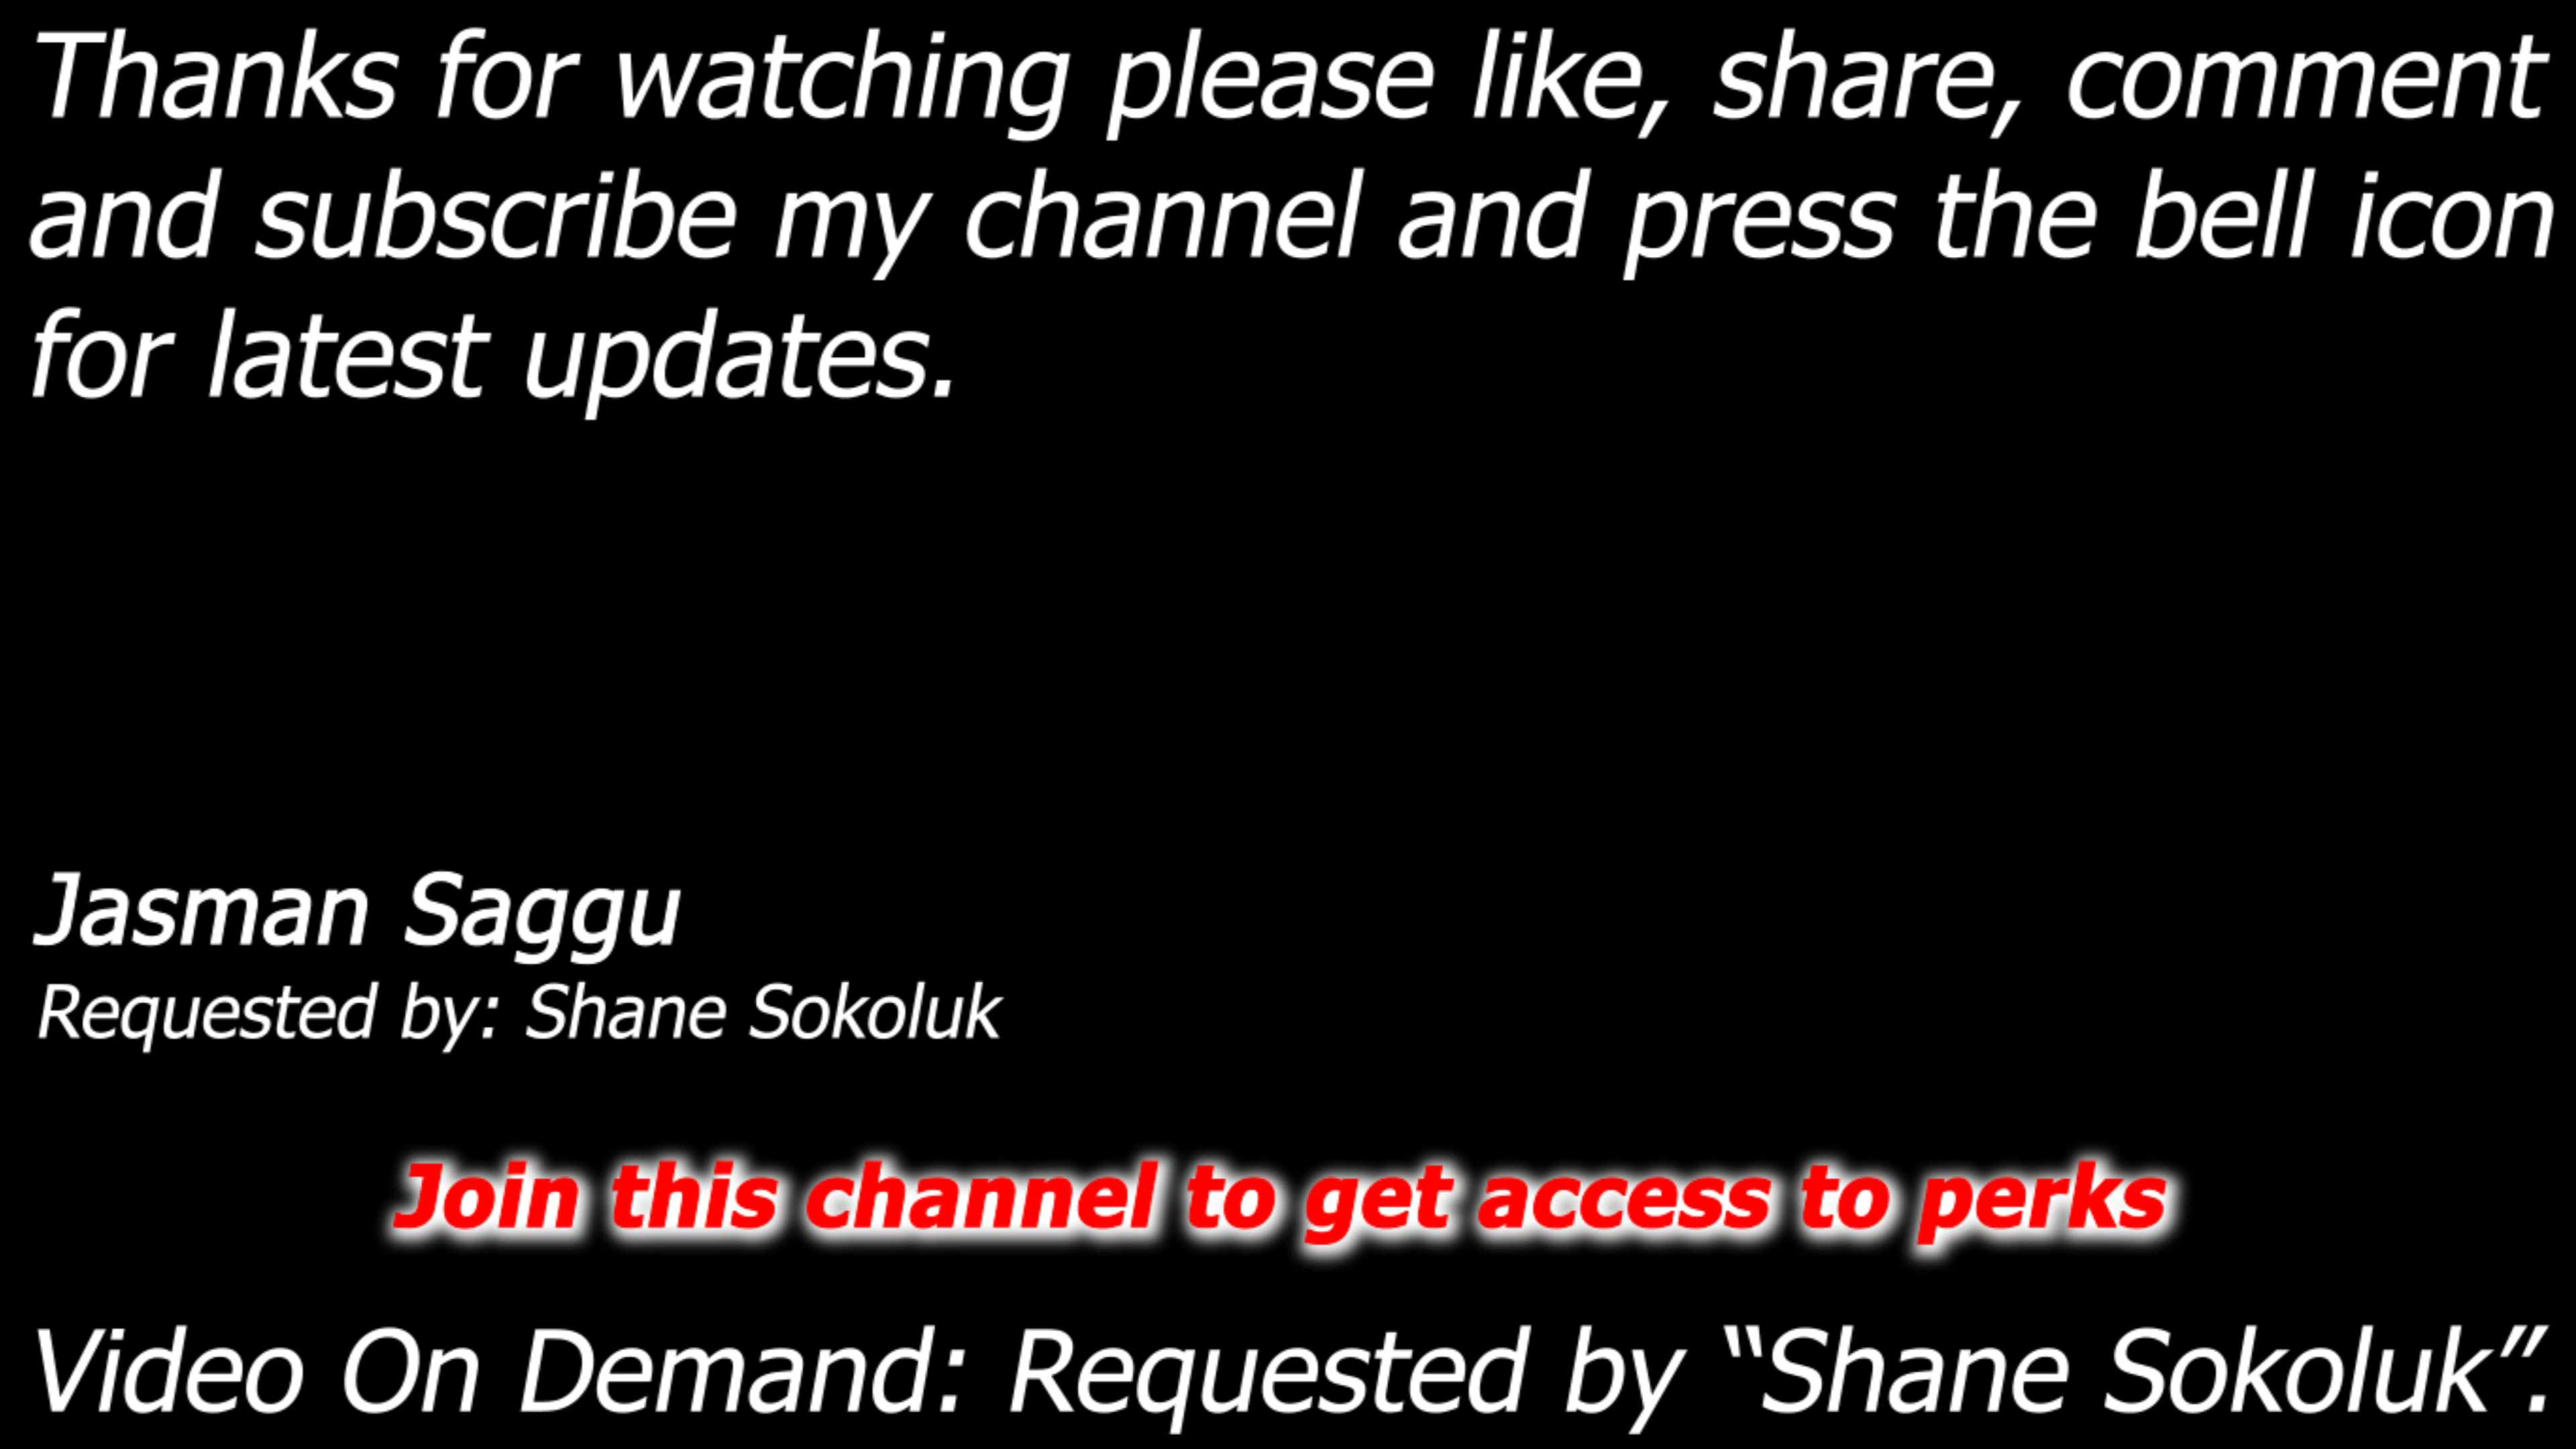 Thanks for watching please like, share, comment
and subscribe my channel and press the bell icon
for latest updates.
Jasman Saggu
Requested by: Shane Sokoluk
Join this channel to get access to perks
Video On Demand: Requested by “Shane Sokoluk”.